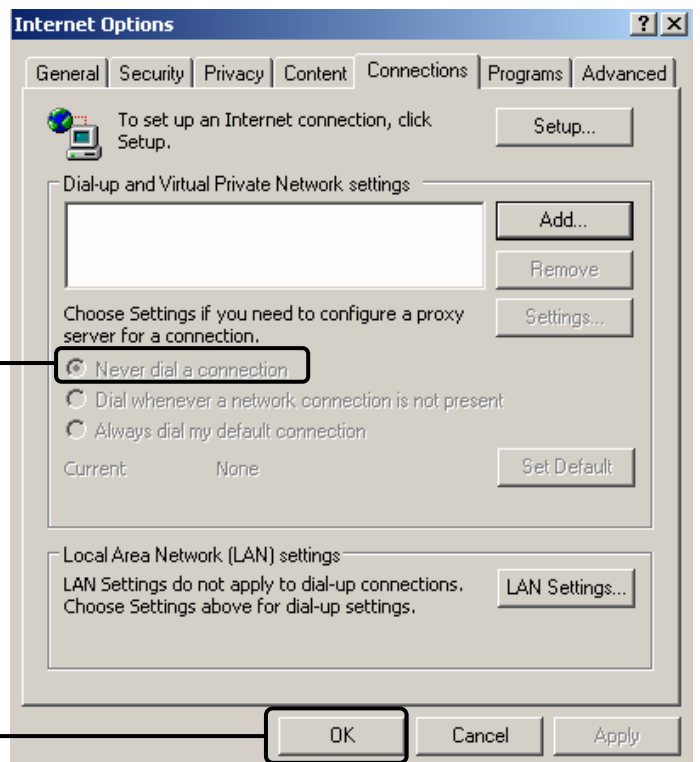 Internet Options
General Security Privacy Content Connections Programs Advanced
To set up an Internet connection, click
Setup.
Setup...
Dial-up and Virtual Private Network settings
Add...
Remove
Choose Settings if you need to configure a proxy
server for a connection.
Settings...
Never dial a connection
Dial whenever a network connection is not present
Always dial my default connection
Current None
Set Default
Local Area Network (LAN) settings
LAN Settings do not apply to dial-up connections.
Choose Settings above for dial-up settings.
LAN Settings...
OK Cancel Apply